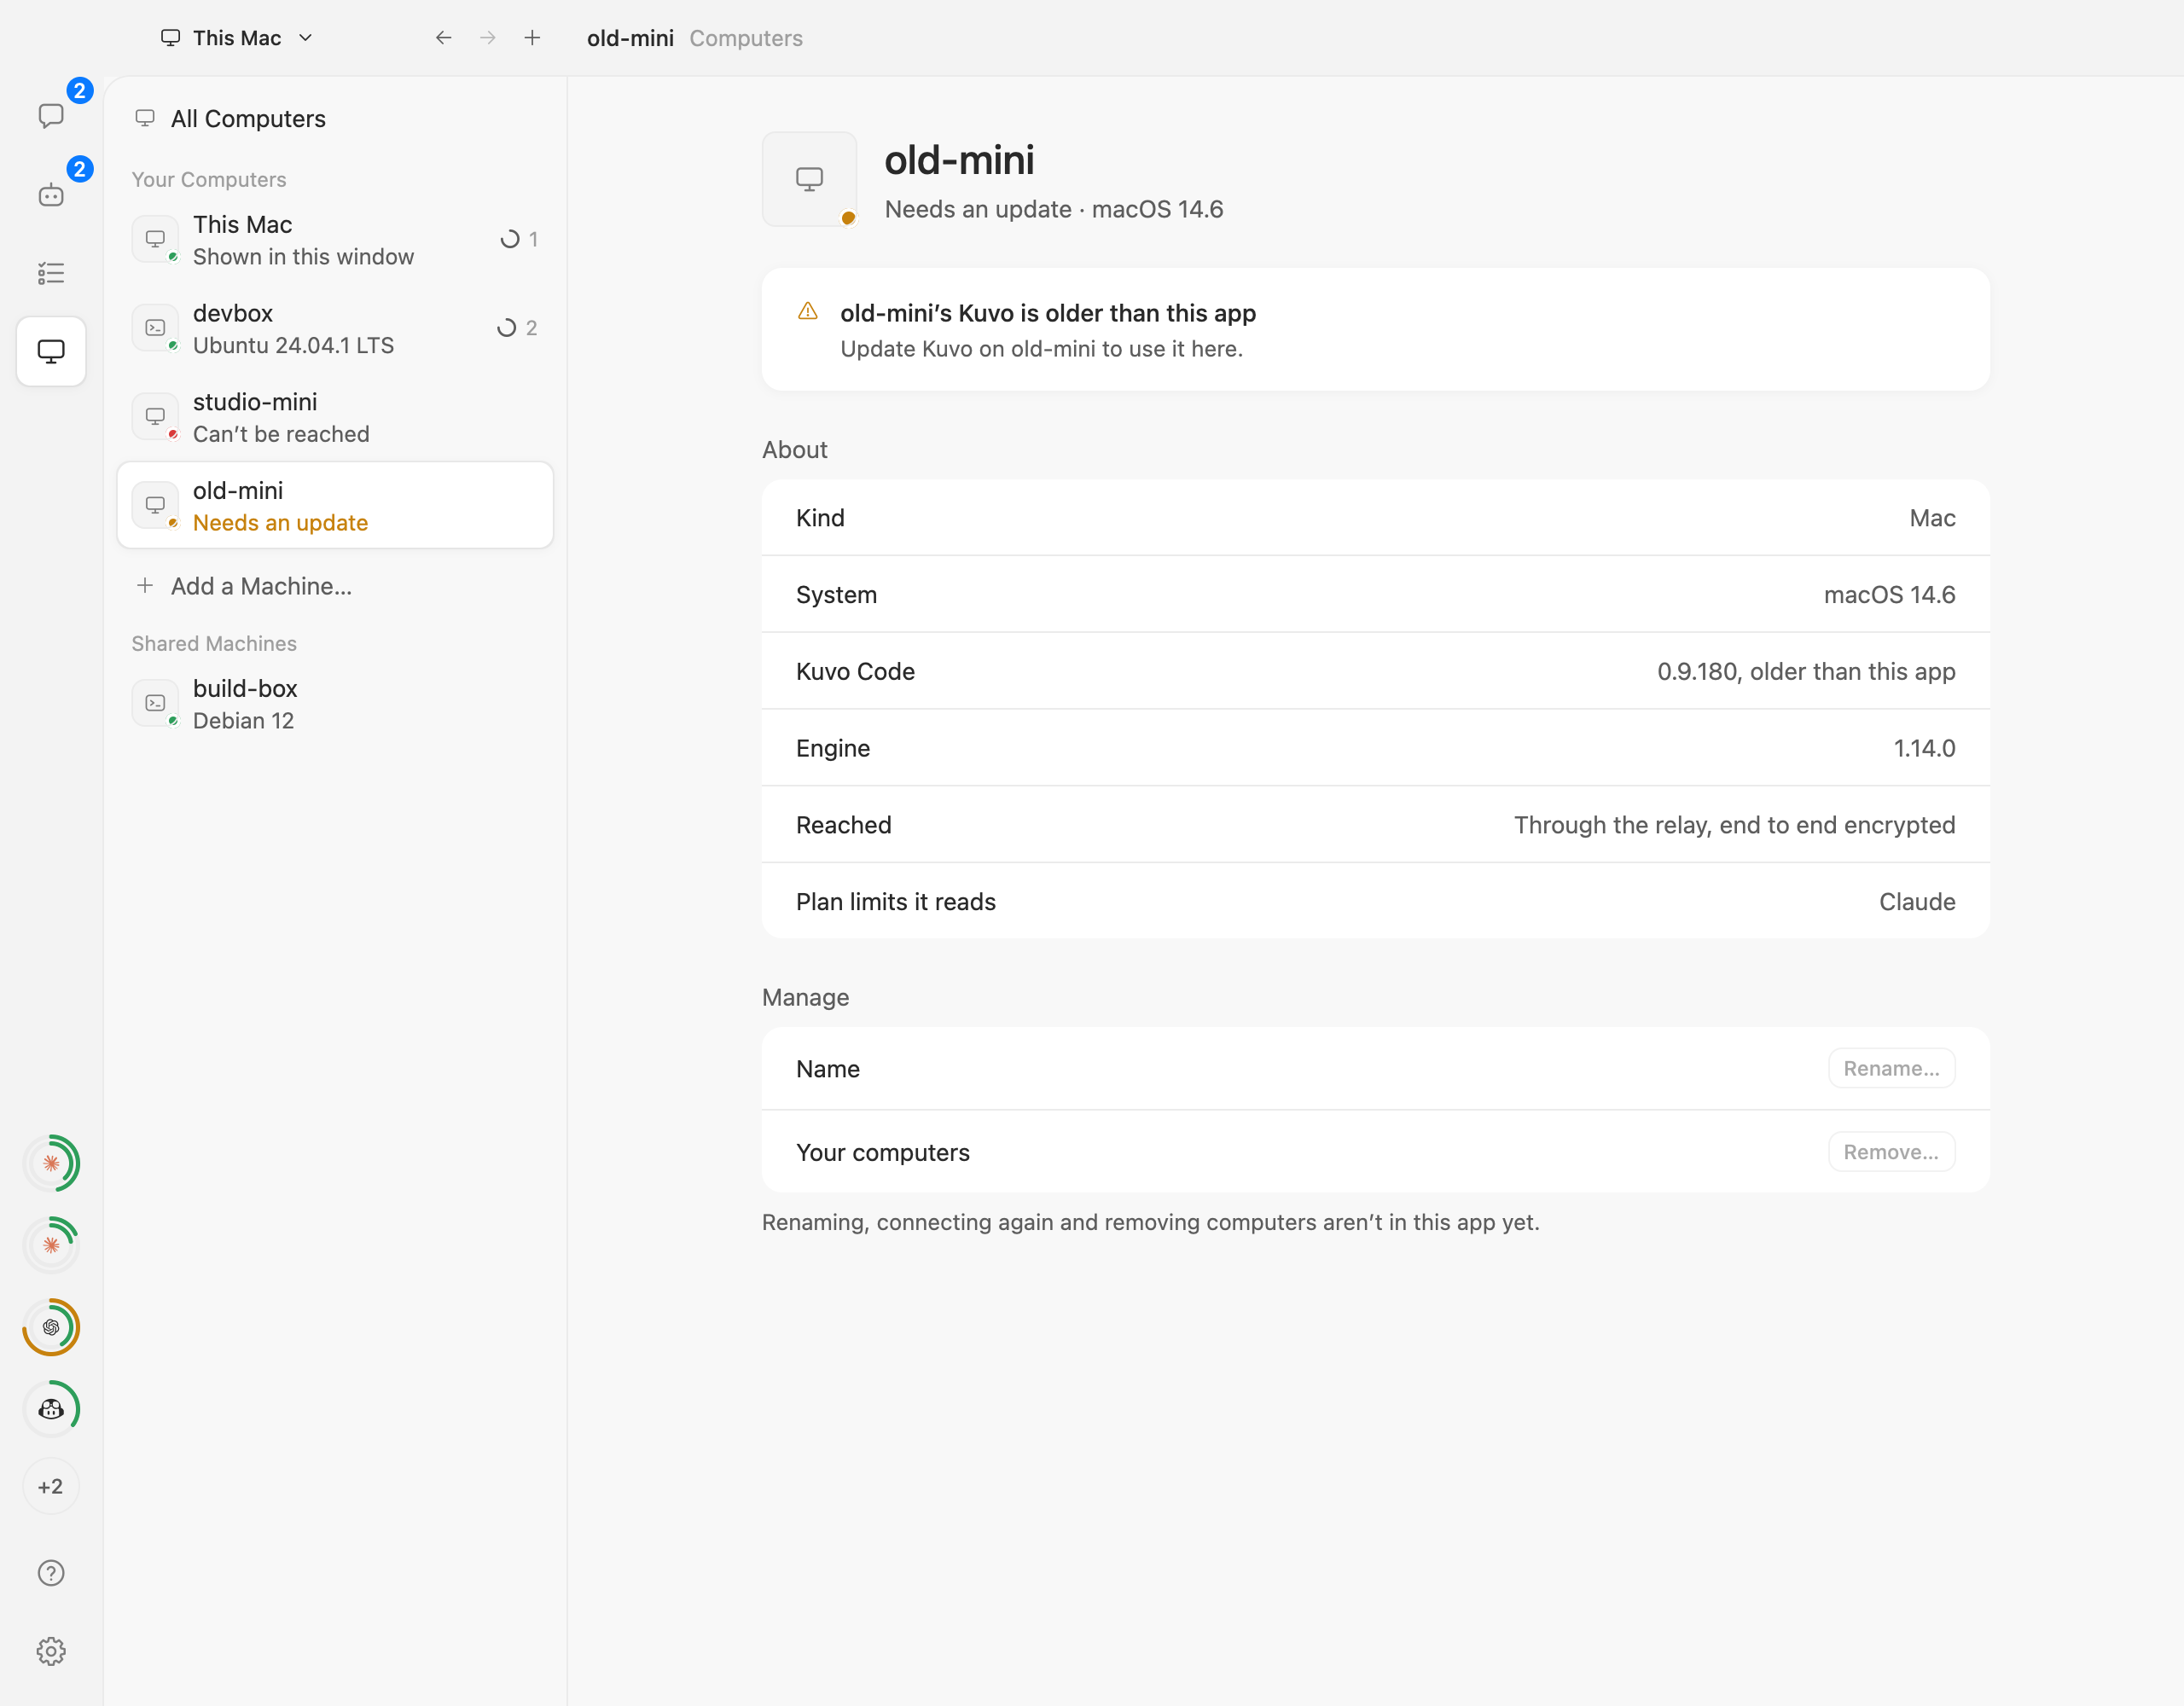 This Mac
old-mini Computers
2
2
All Computers
Your Computers
This Mac
Shown in this window
1
devbox
Ubuntu 24.04.1 LTS
2
studio-mini
Can’t be reached
old-mini
Needs an update
Add a Machine…
Shared Machines
build-box
Debian 12
+2
old-mini
Needs an update · macOS 14.6
old-mini’s Kuvo is older than this app
Update Kuvo on old-mini to use it here.
About
Kind Mac
System macOS 14.6
Kuvo Code 0.9.180, older than this app
Engine 1.14.0
Reached Through the relay, end to end encrypted
Plan limits it reads Claude
Manage
Name Rename…
Your computers Remove…
Renaming, connecting again and removing computers aren’t in this app yet.